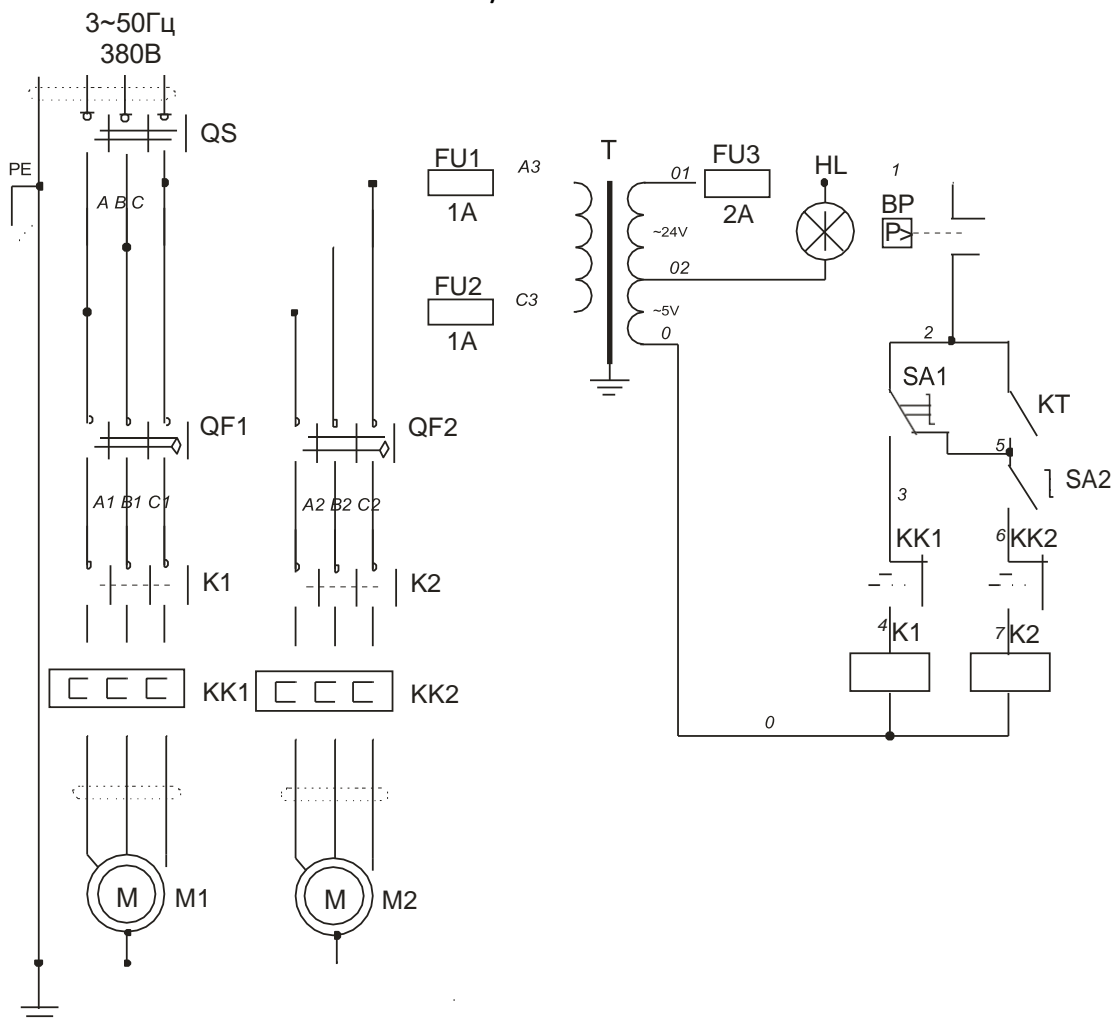 3~50Гц
380В
QS
PE
A B C
FU1
A3
1A
FU2
C3
1A
T
01
~24V
02
~5V
0
FU3
2A
HL
1
BP
P>
2
SA1
KT
5
SA2
3
KK1
6
KK2
4
K1
7
K2
0
QF1
QF2
A1 B1 C1
A2 B2 C2
K1
K2
KK1
KK2
M
M1
M
M2